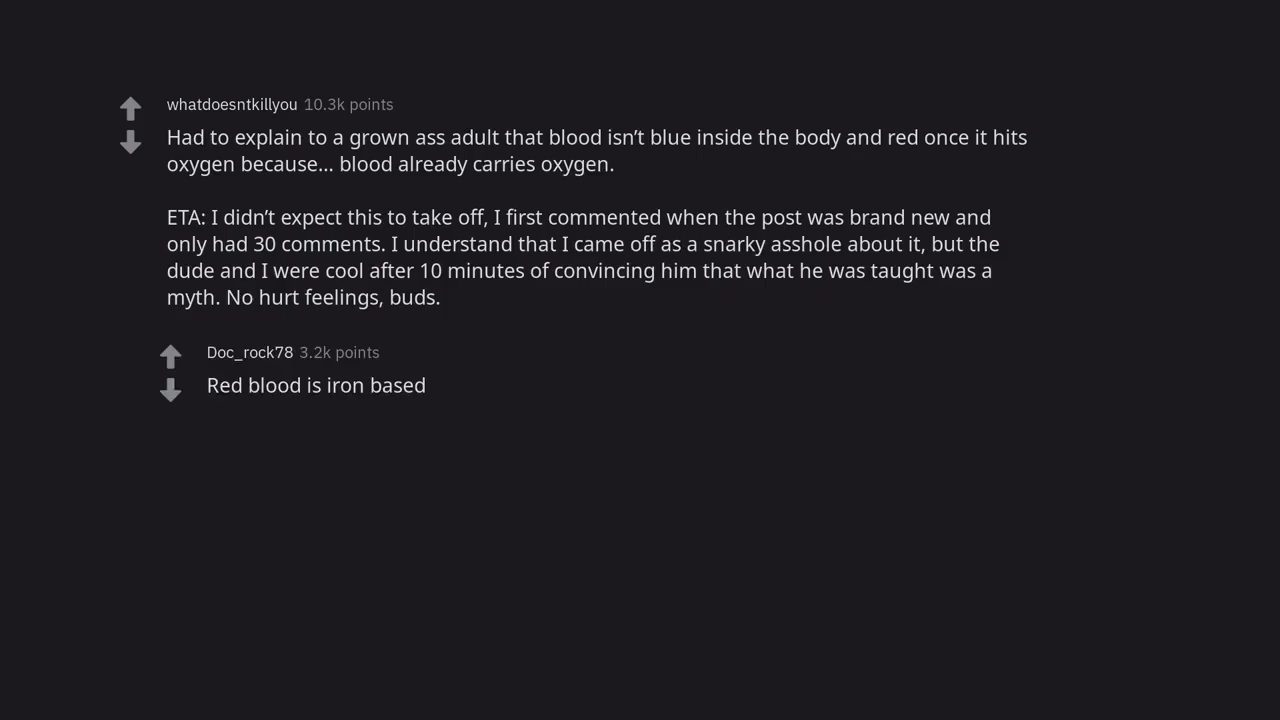 whatdoesntkillyou 10.3k points
Had to explain to a grown ass adult that blood isn’t blue inside the body and red once it hits
oxygen because... blood already carries oxygen.
ETA: I didn’t expect this to take off, I first commented when the post was brand new and
only had 30 comments. I understand that I came off as a snarky asshole about it, but the
dude and I were cool after 10 minutes of convincing him that what he was taught was a
myth. No hurt feelings, buds.
Doc_rock78 3.2k points
Red blood is iron based